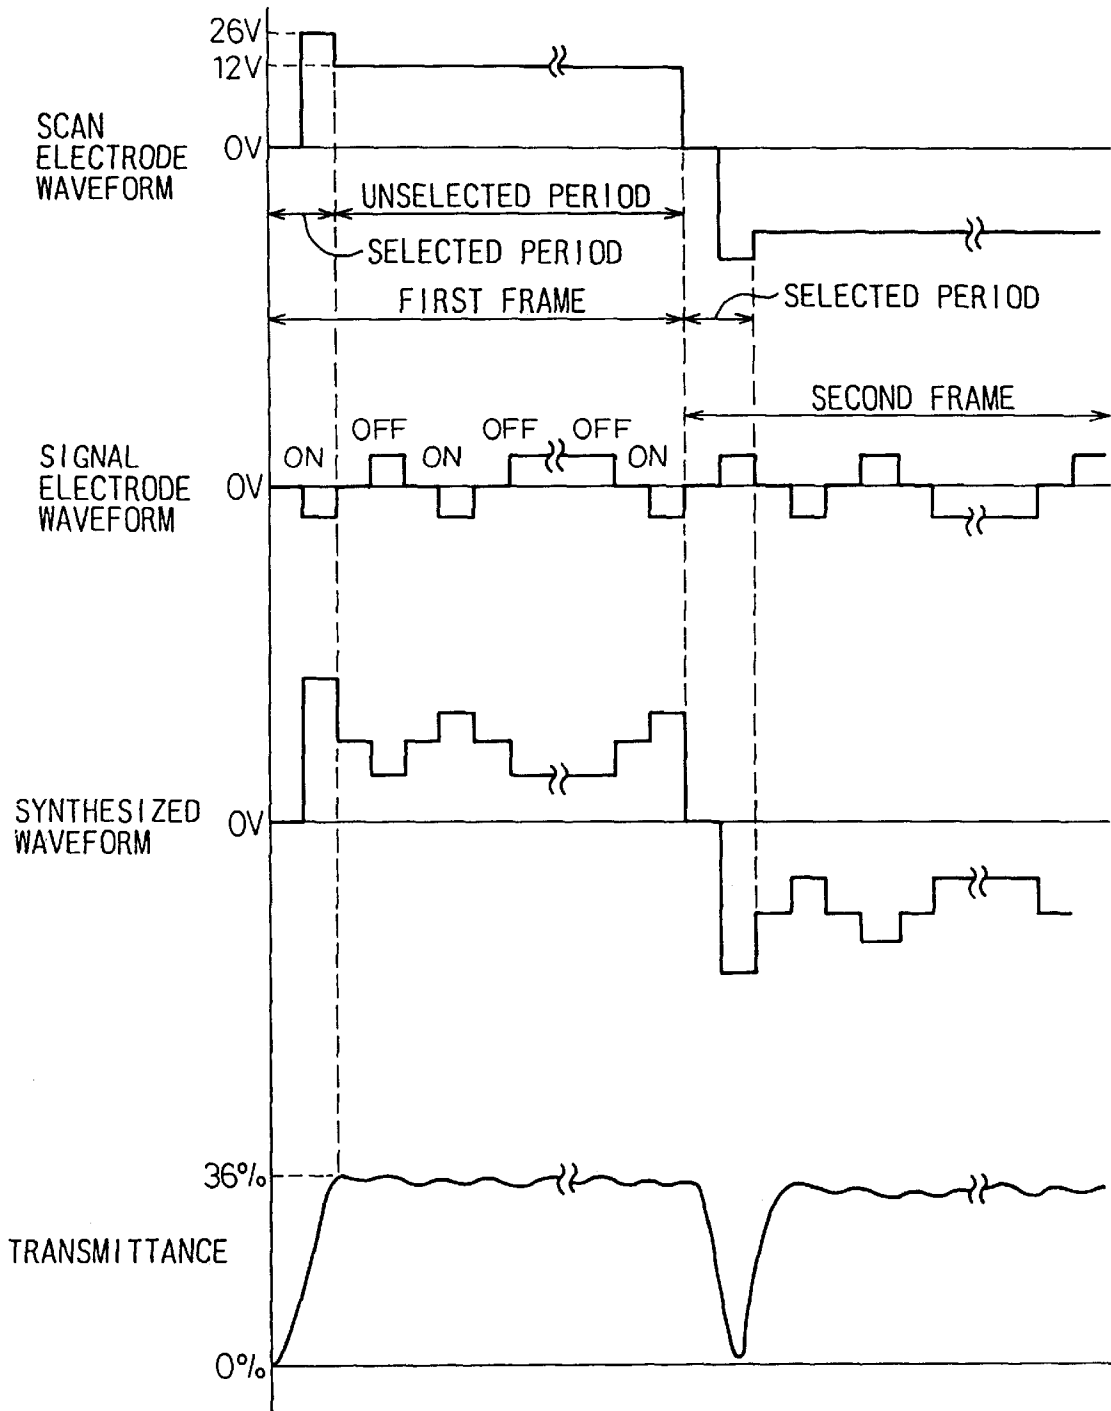 26V
12V
SCAN
ELECTRODE
WAVEFORM
0V
UNSELECTED PERIOD
SELECTED PERIOD
FIRST FRAME
SELECTED PERIOD
SECOND FRAME
OFF
OFF
OFF
ON
ON
ON
SIGNAL
ELECTRODE
WAVEFORM
0V
SYNTHESIZED
WAVEFORM
0V
36%
TRANSMITTANCE
0%